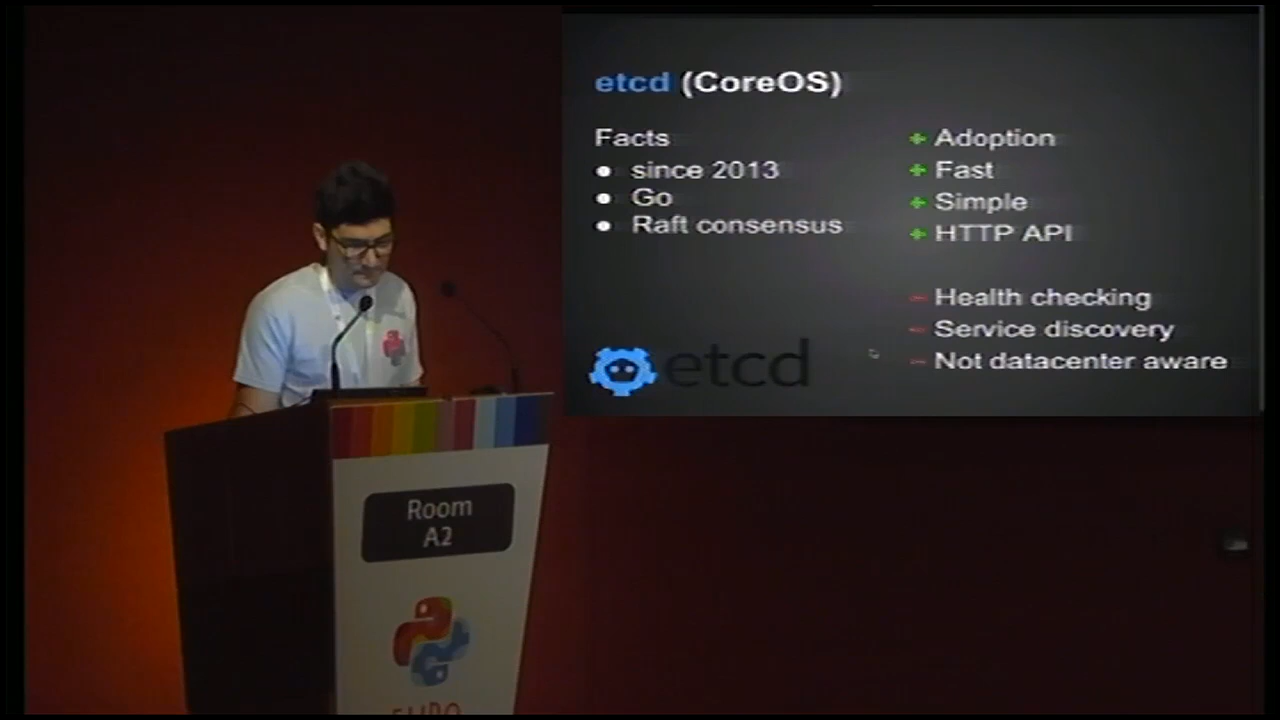 etcd (CoreOS)
Facts
• since 2013
• Go
• Raft consensus
+ Adoption
+ Fast
+ Simple
+ HTTP API
- Health checking
- Service discovery
- Not datacenter aware
etcd
Room
A2
EURO